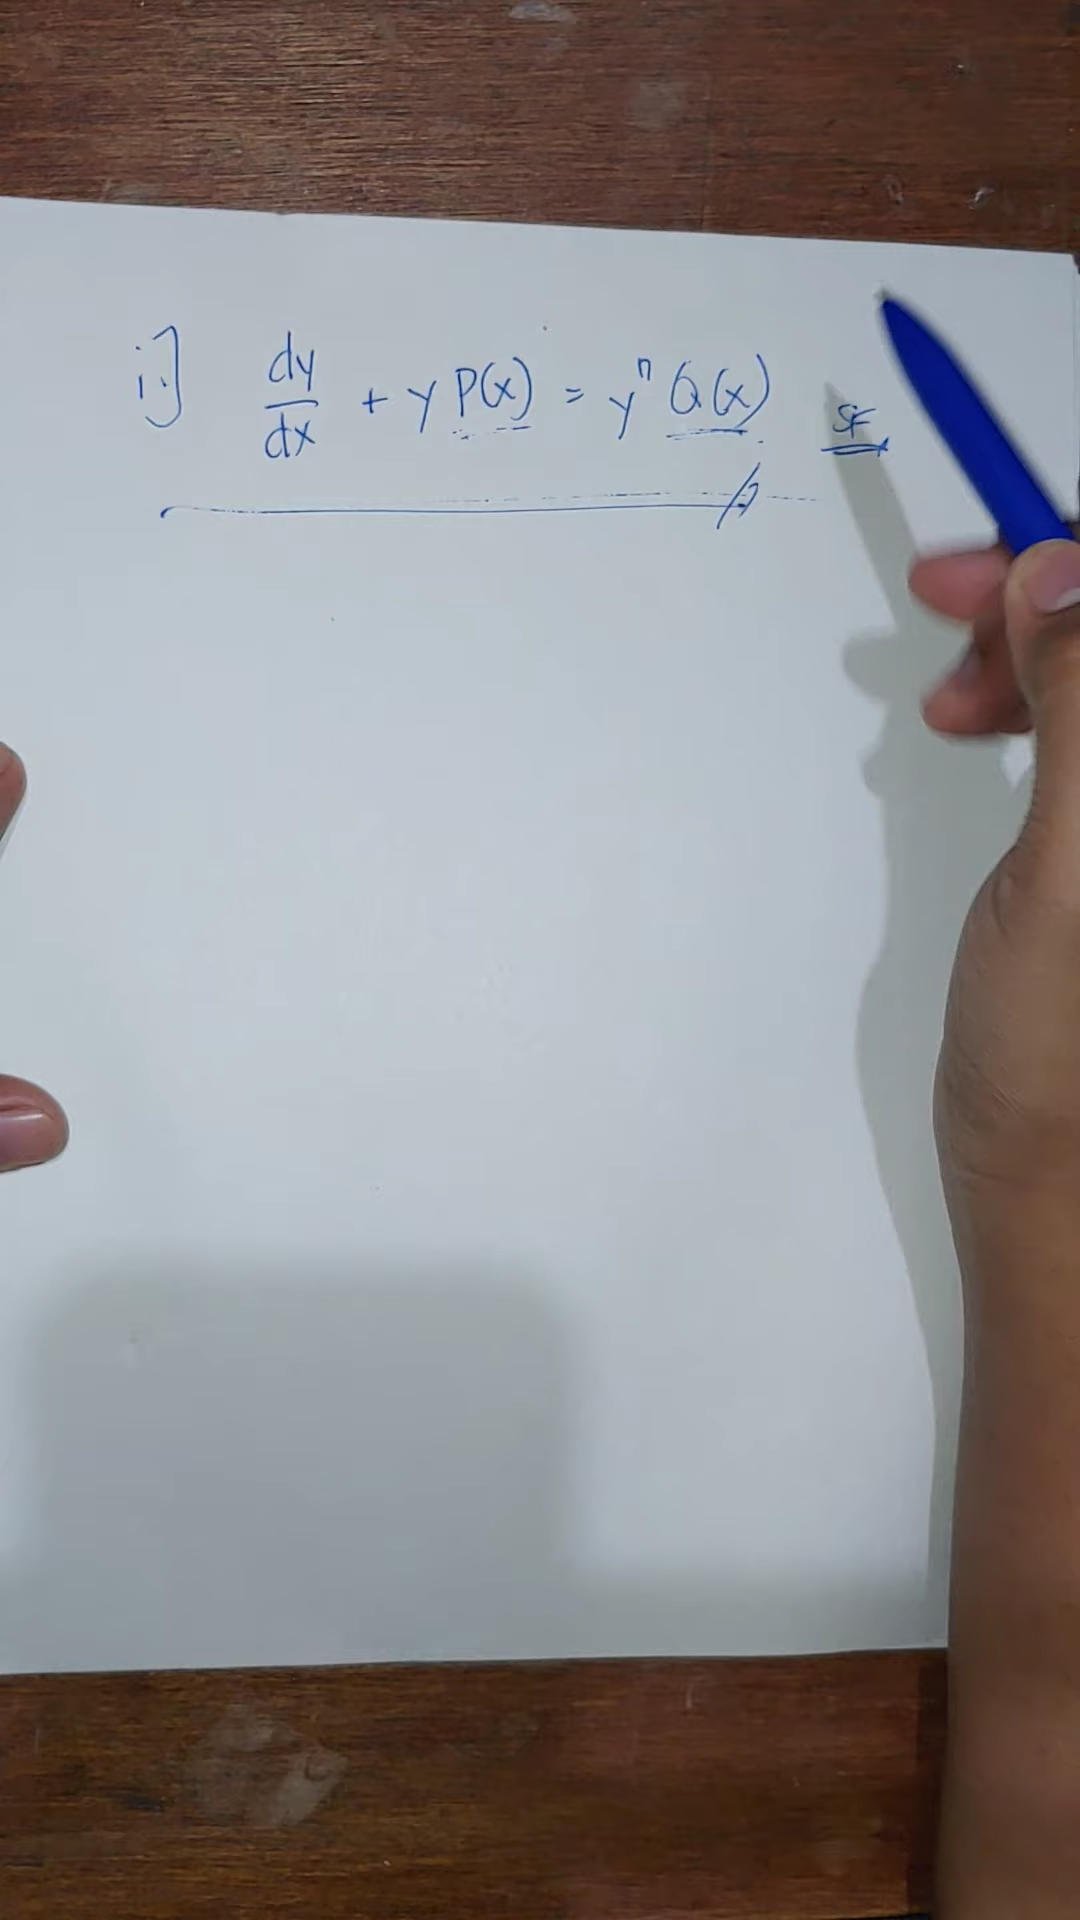 i.] dy/dx + y P(x) = yⁿ Q(x) SF